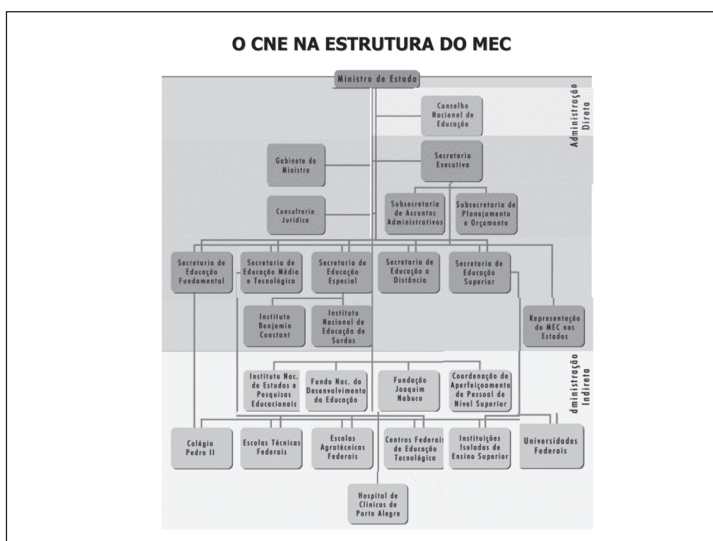 O CNE NA ESTRUTURA DO MEC
Ministro de Estado
Conselho
Nacional de
Educação
Administração
Direta
Gabinete do
Ministro
Secretaria
Executiva
Consultoria
Jurídica
Subsecretaria
de Assuntos
Administrativos
Subsecretaria de
Planejamento
e Orçamento
Secretaria de
Educação
Fundamental
Secretaria de
Educação Média
e Tecnológica
Secretaria de
Educação
Especial
Secretaria de
Educação a
Distância
Secretaria de
Educação
Superior
Instituto
Benjamin
Constant
Instituto
Nacional de
Educação de
Surdos
Representação
do MEC nos
Estados
dministração
Indireta
Instituto Nac.
de Estudos e
Pesquisas
Educacionais
Fundo Nac. do
Desenvolvimento
da Educação
Fundação
Joaquim
Nabuco
Coordenação de
Aperfeiçoamento
de Pessoal de
Nível Superior
Colégio
Pedro II
Escolas Técnicas
Federais
Escolas
Agrotécnicas
Federais
Centros Federais
de Educação
Tecnológica
Instituições
Isoladas de
Ensino Superior
Universidades
Federais
Hospital de
Clínicas de
Porto Alegre